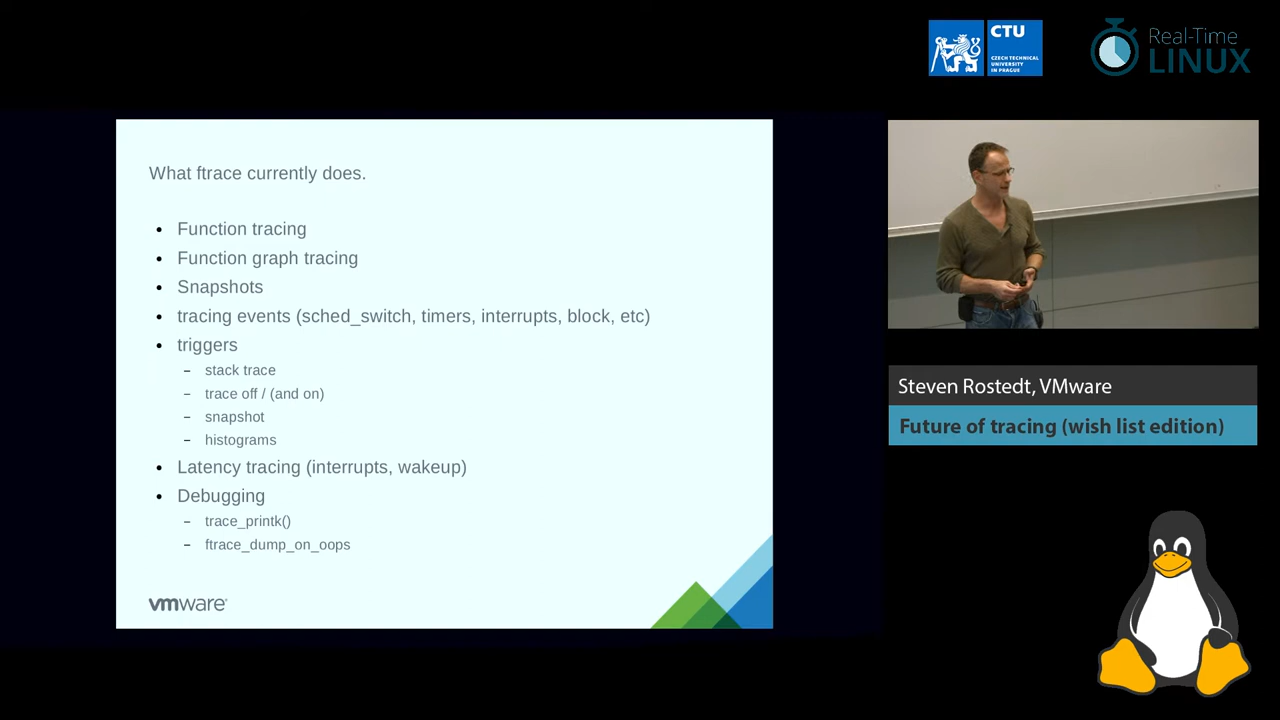 CTU
CZECH TECHNICAL
UNIVERSITY
IN PRAGUE
Real-Time
LINUX
What ftrace currently does.
• Function tracing
• Function graph tracing
• Snapshots
• tracing events (sched_switch, timers, interrupts, block, etc)
• triggers
– stack trace
– trace off / (and on)
– snapshot
– histograms
• Latency tracing (interrupts, wakeup)
• Debugging
– trace_printk()
– ftrace_dump_on_oops
vmware
Steven Rostedt, VMware
Future of tracing (wish list edition)